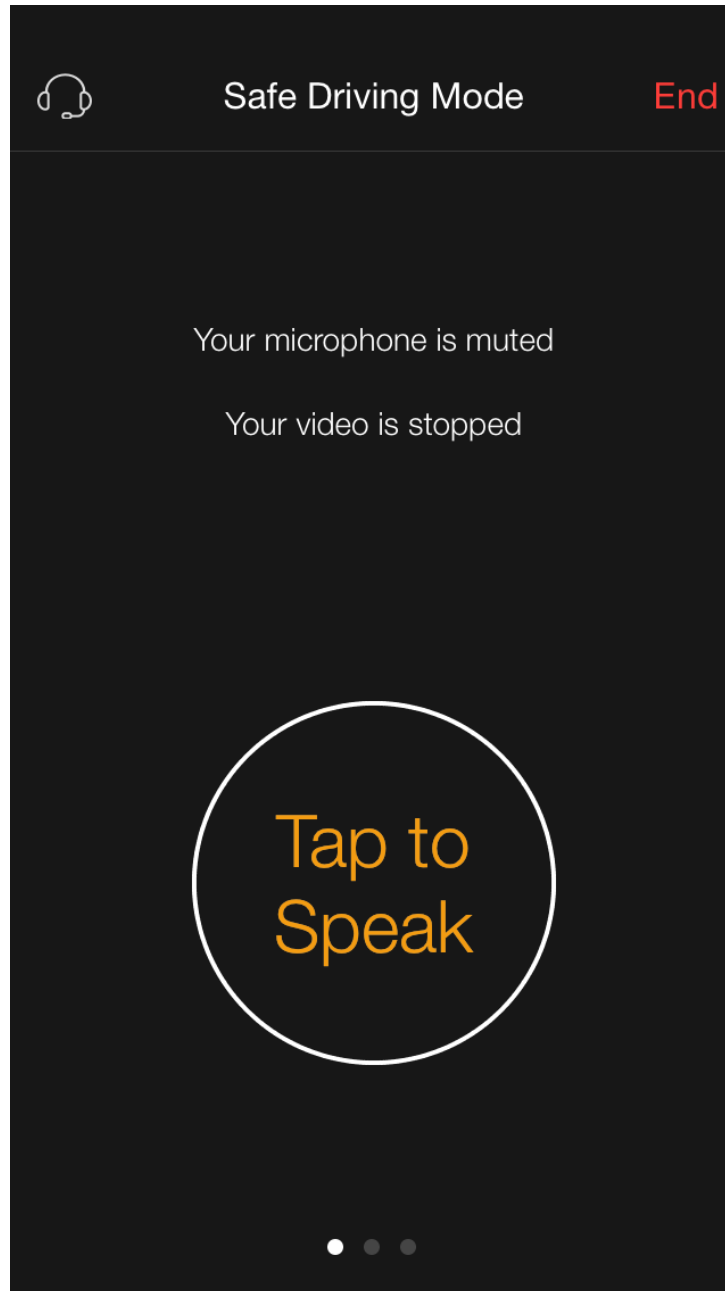 Safe Driving Mode
End
Your microphone is muted
Your video is stopped
Tap to
Speak